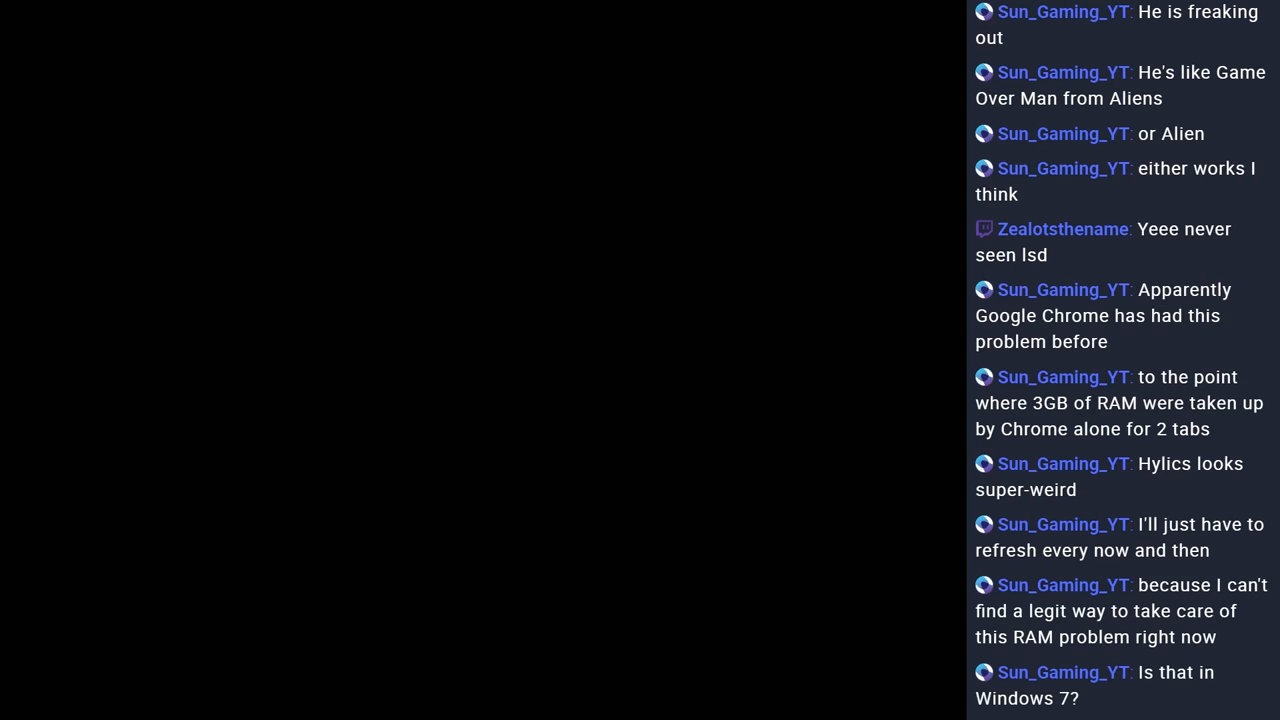 Sun_Gaming_YT: He is freaking
out
Sun_Gaming_YT: He's like Game
Over Man from Aliens
Sun_Gaming_YT: or Alien
Sun_Gaming_YT: either works I
think
Zealotsthename: Yeee never
seen lsd
Sun_Gaming_YT: Apparently
Google Chrome has had this
problem before
Sun_Gaming_YT: to the point
where 3GB of RAM were taken up
by Chrome alone for 2 tabs
Sun_Gaming_YT: Hylics looks
super-weird
Sun_Gaming_YT: I'll just have to
refresh every now and then
Sun_Gaming_YT: because I can't
find a legit way to take care of
this RAM problem right now
Sun_Gaming_YT: Is that in
Windows 7?